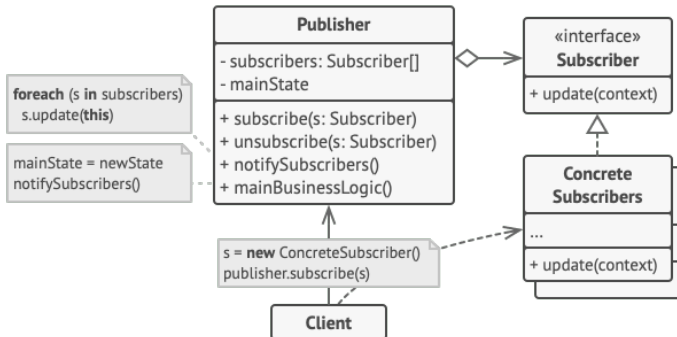 Publisher
- subscribers: Subscriber[]
- mainState
+ subscribe(s: Subscriber)
+ unsubscribe(s: Subscriber)
+ notifySubscribers()
+ mainBusinessLogic()
foreach (s in subscribers)
s.update(this)
mainState = newState
notifySubscribers()
«interface»
Subscriber
+ update(context)
Concrete
Subscribers
...
+ update(context)
s = new ConcreteSubscriber()
publisher.subscribe(s)
Client